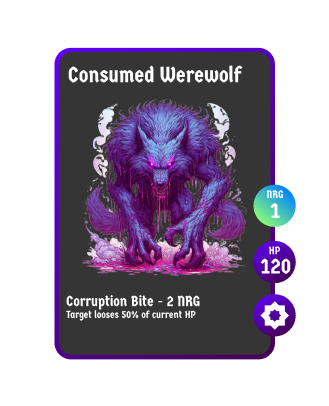 Consumed Werewolf
NRG
1
HP
120
Corruption Bite - 2 NRG
Target looses 50% of current HP